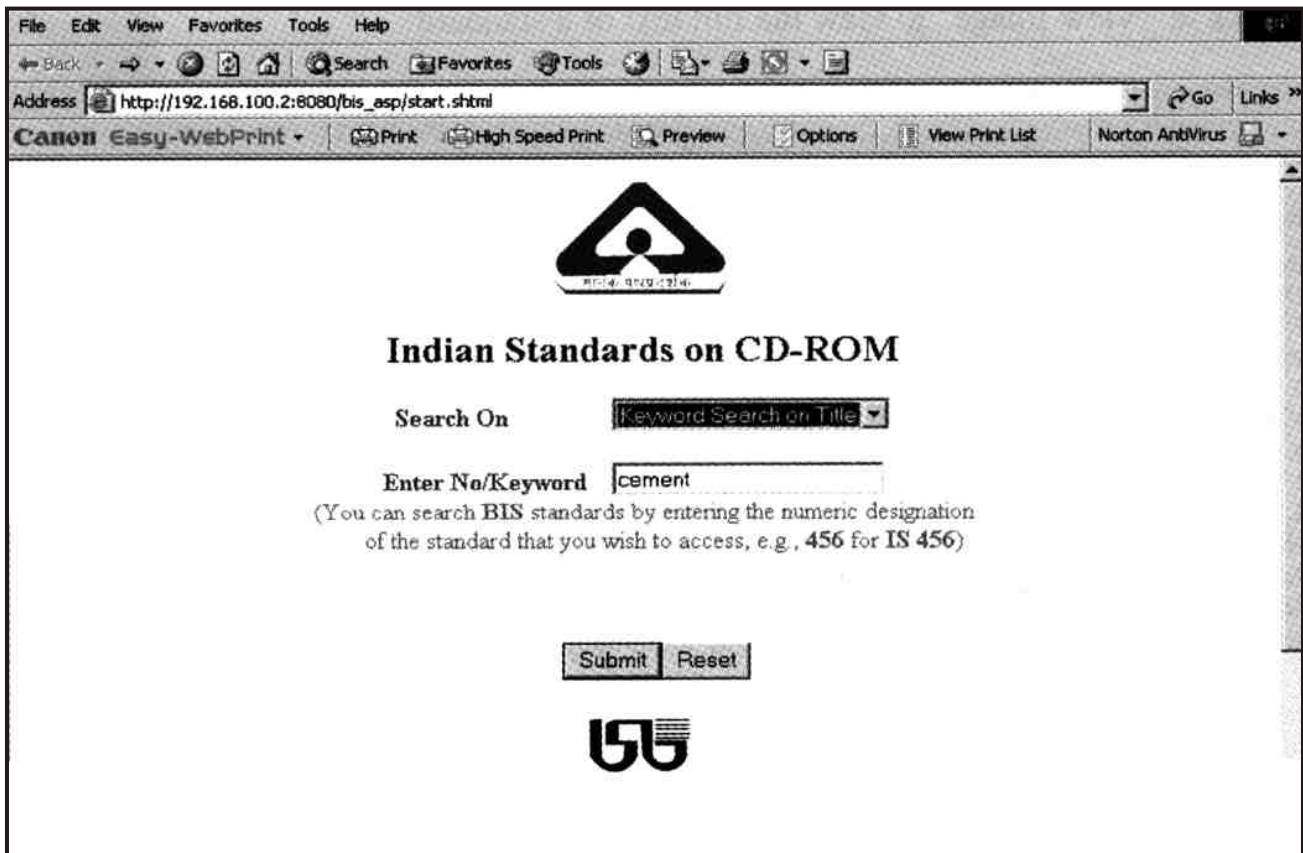 File Edit View Favorites Tools Help
Back Search Favorites Tools
Address http://192.168.100.2:8080/bis_asp/start.shtml Go Links »
Canon Easy-WebPrint Print High Speed Print Preview Options View Print List Norton AntiVirus
Indian Standards on CD-ROM
Search On Keyword Search on Title
Enter No/Keyword cement
(You can search BIS standards by entering the numeric designation
of the standard that you wish to access, e.g., 456 for IS 456)
Submit Reset